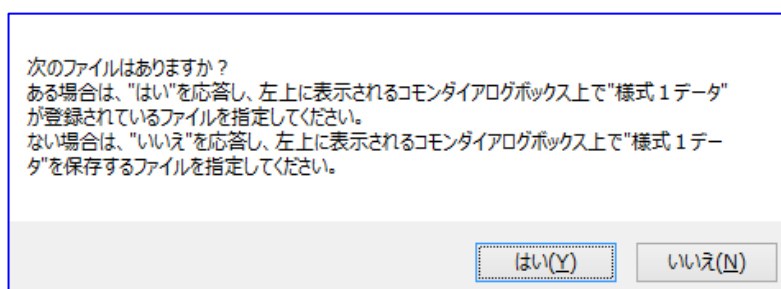 次のファイルはありますか？
ある場合は、"はい"を応答し、左上に表示されるコモンダイアログボックス上で"様式１データ"
が登録されているファイルを指定してください。
ない場合は、"いいえ"を応答し、左上に表示されるコモンダイアログボックス上で"様式１デー
タ"を保存するファイルを指定してください。
はい(Y) いいえ(N)